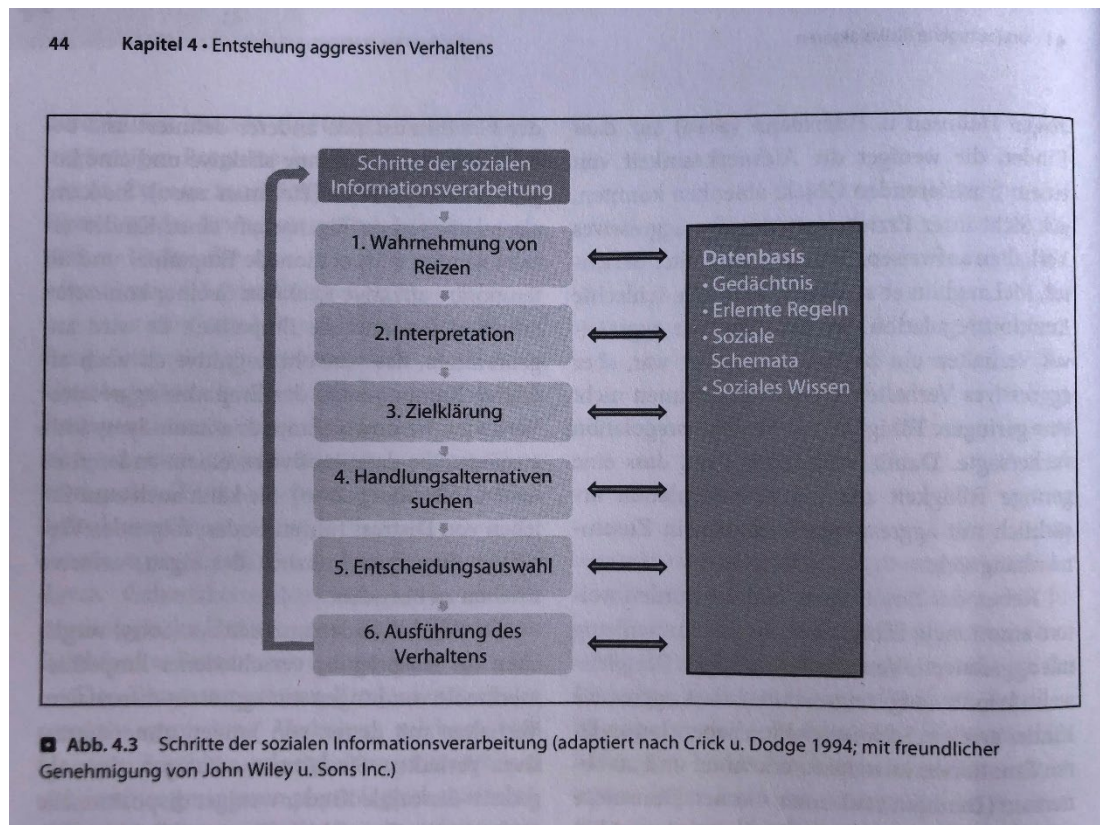 44 Kapitel 4 • Entstehung aggressiven Verhaltens
Schritte der sozialen
Informationsverarbeitung
1. Wahrnehmung von
Reizen
2. Interpretation
3. Zielklärung
4. Handlungsalternativen
suchen
5. Entscheidungsauswahl
6. Ausführung des
Verhaltens
Datenbasis
• Gedächtnis
• Erlernte Regeln
• Soziale
Schemata
• Soziales Wissen
Abb. 4.3 Schritte der sozialen Informationsverarbeitung (adaptiert nach Crick u. Dodge 1994; mit freundlicher
Genehmigung von John Wiley u. Sons Inc.)